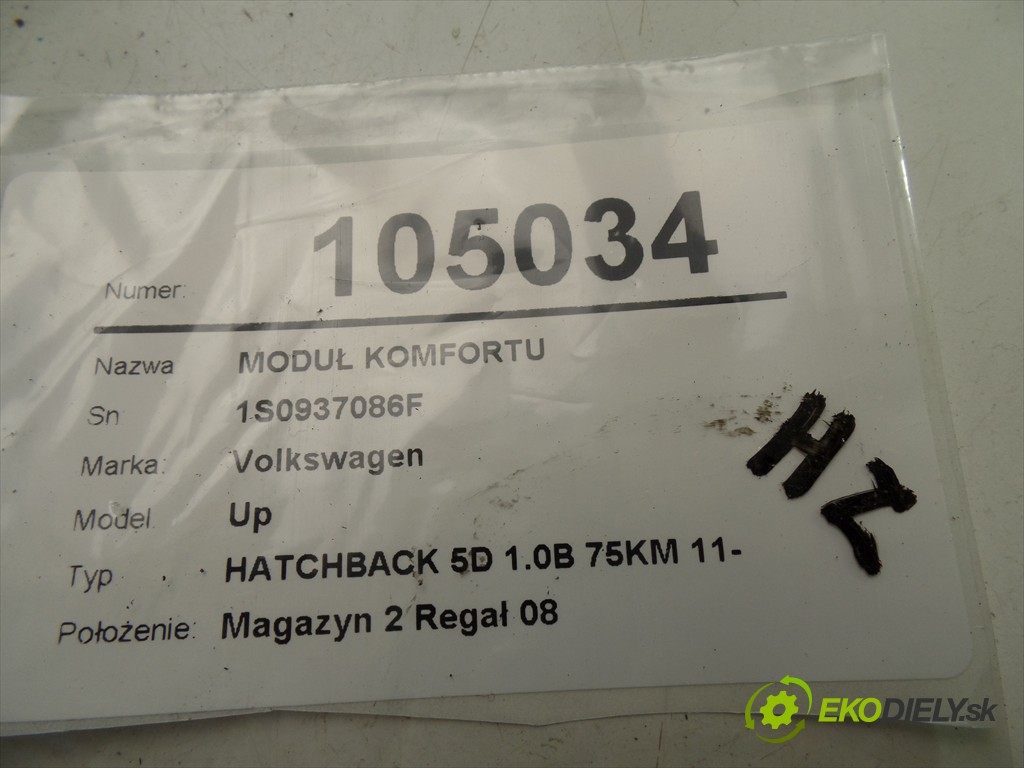 Numer: 105034
Nazwa MODUŁ KOMFORTU
Sn 1S0937086F
Marka: Volkswagen
Model Up
Typ HATCHBACK 5D 1.0B 75KM 11-
Położenie: Magazyn 2 Regał 08
EKODIELY.sk